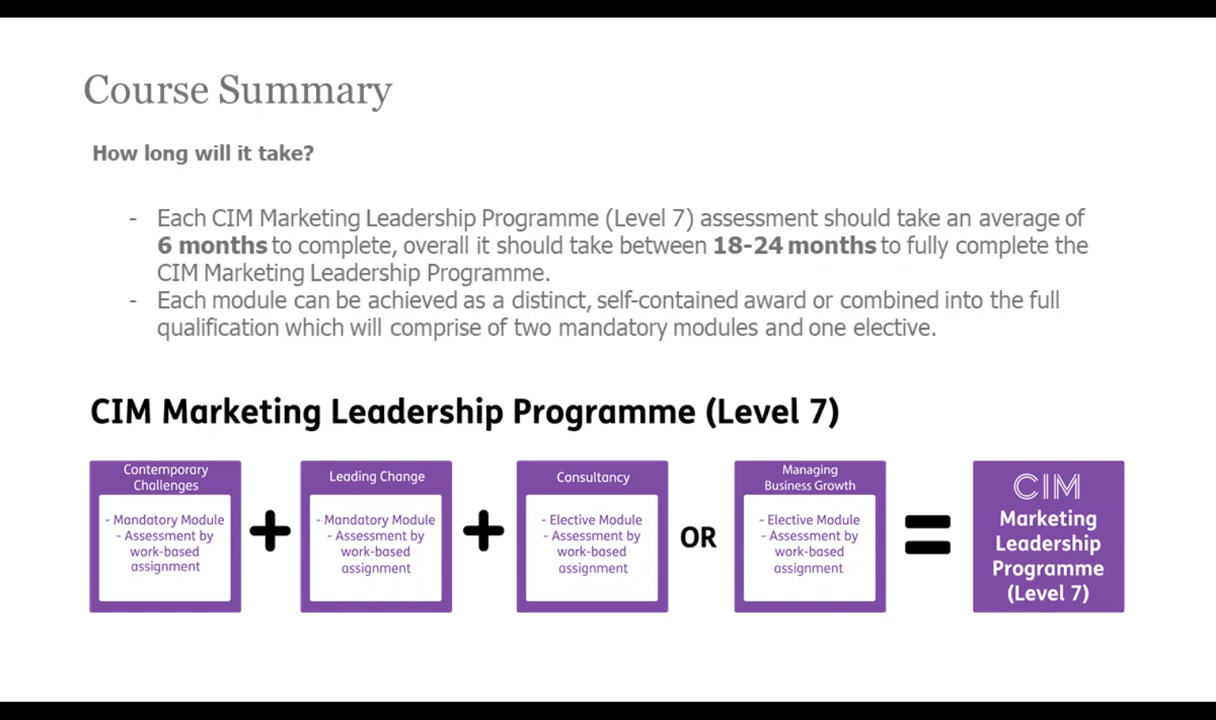 Course Summary
How long will it take?
- Each CIM Marketing Leadership Programme (Level 7) assessment should take an average of
6 months to complete, overall it should take between 18-24 months to fully complete the
CIM Marketing Leadership Programme.
- Each module can be achieved as a distinct, self-contained award or combined into the full
qualification which will comprise of two mandatory modules and one elective.
CIM Marketing Leadership Programme (Level 7)
Contemporary
Challenges
- Mandatory Module
- Assessment by
work-based
assignment
+
Leading Change
- Mandatory Module
- Assessment by
work-based
assignment
+
Consultancy
- Elective Module
- Assessment by
work-based
assignment
OR
Managing
Business Growth
- Elective Module
- Assessment by
work-based
assignment
=
CIM
Marketing
Leadership
Programme
(Level 7)